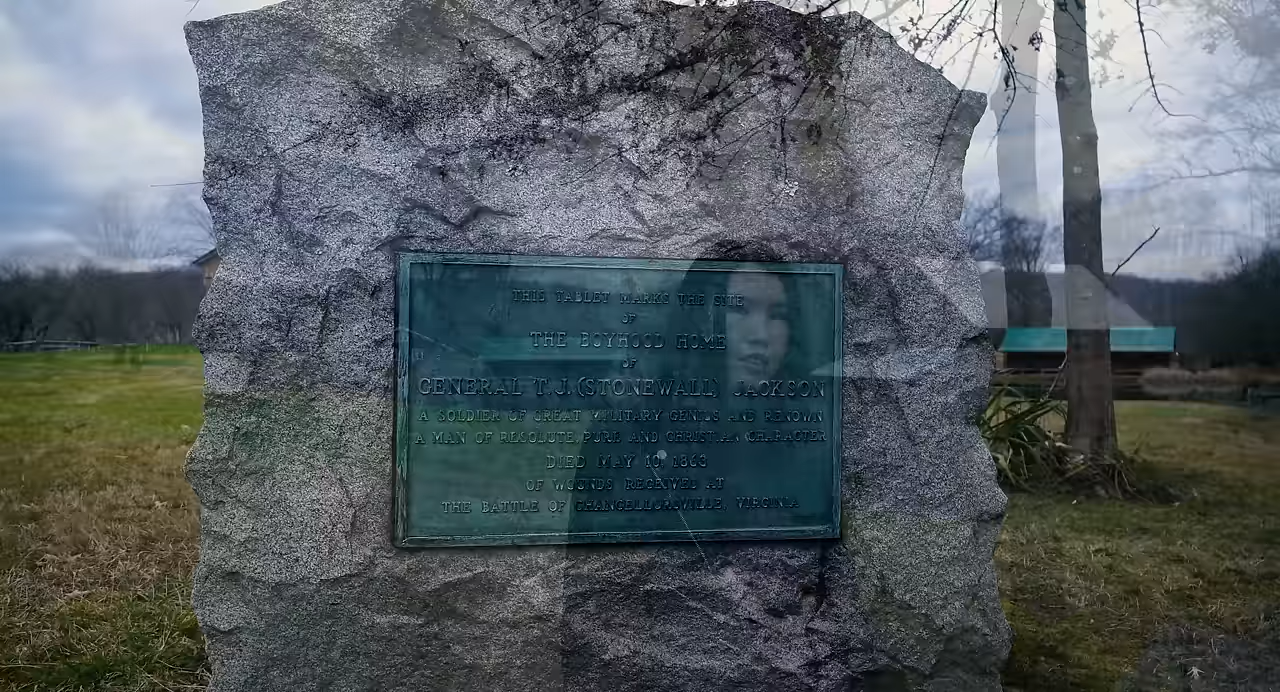 THIS TABLET MARKS THE SITE
OF
THE BOYHOOD HOME
OF
GENERAL T.J. (STONEWALL) JACKSON
A SOLDIER OF GREAT MILITARY GENIUS AND RENOWN
A MAN OF RESOLUTE, PURE AND CHRISTIAN CHARACTER
DIED MAY 10, 1863
OF WOUNDS RECEIVED AT
THE BATTLE OF CHANCELLORSVILLE, VIRGINIA